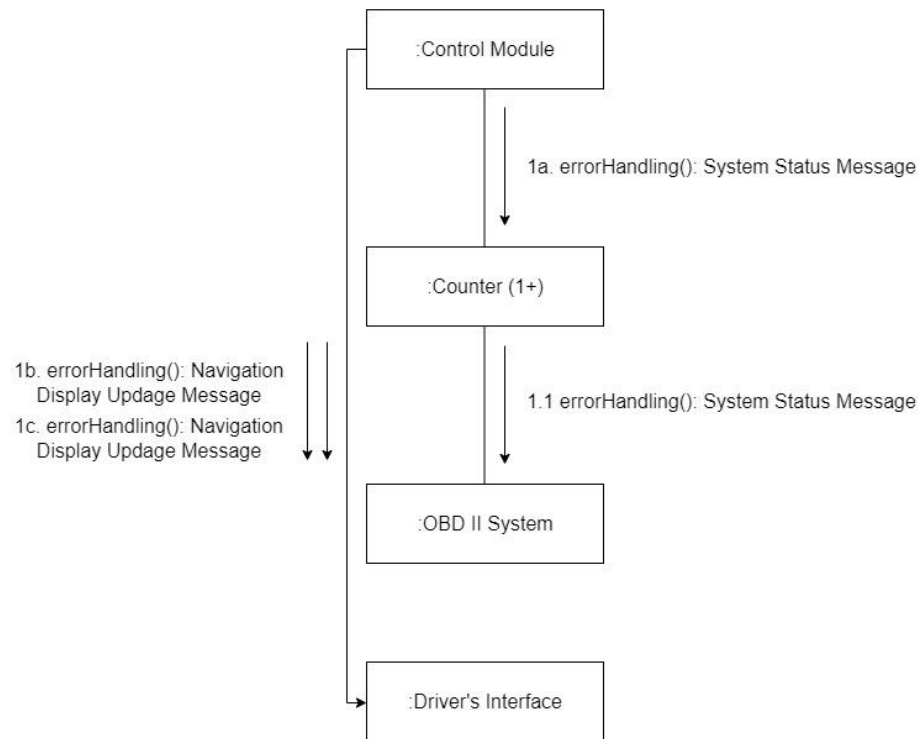 :Control Module
1a. errorHandling(): System Status Message
:Counter (1+)
1b. errorHandling(): Navigation
Display Updage Message
1c. errorHandling(): Navigation
Display Updage Message
1.1 errorHandling(): System Status Message
:OBD II System
:Driver's Interface